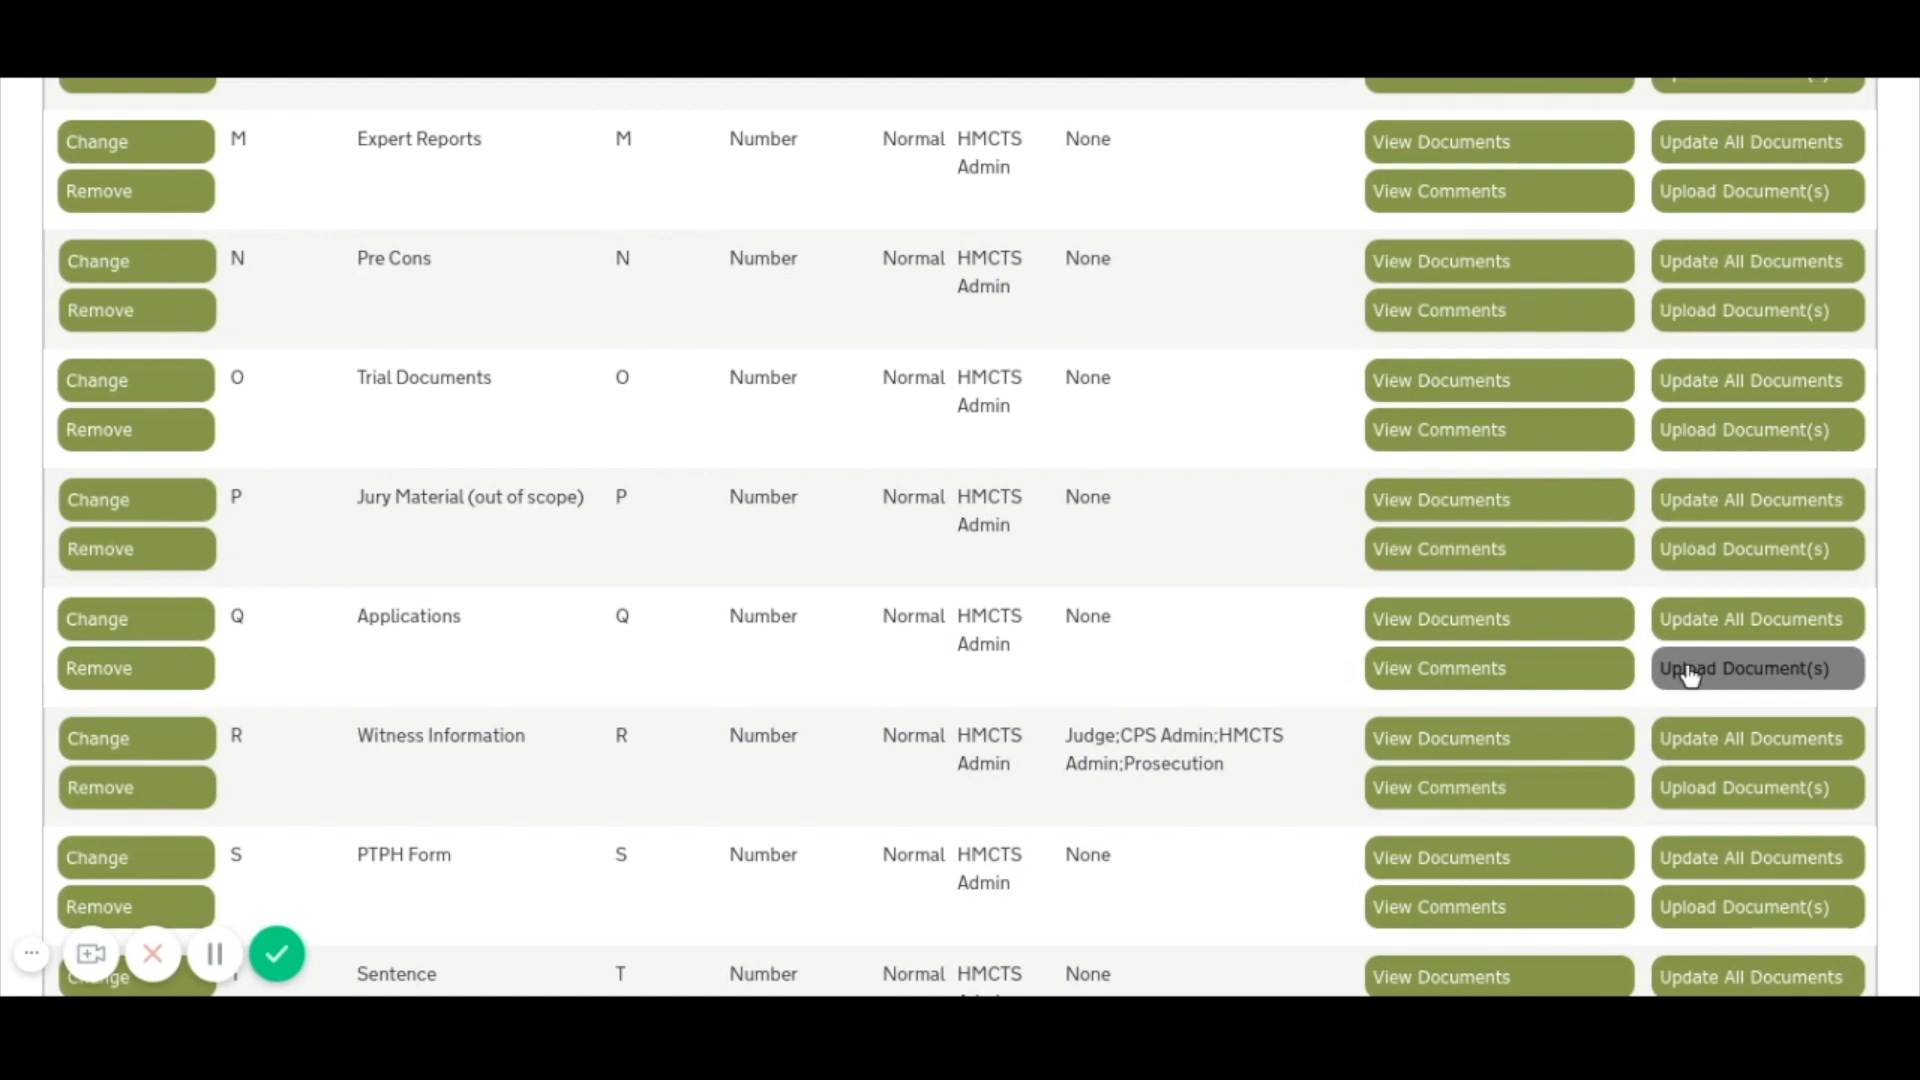 Change M Expert Reports M Number Normal HMCTS Admin None View Documents Update All Documents
Remove View Comments Upload Document(s)
Change N Pre Cons N Number Normal HMCTS Admin None View Documents Update All Documents
Remove View Comments Upload Document(s)
Change O Trial Documents O Number Normal HMCTS Admin None View Documents Update All Documents
Remove View Comments Upload Document(s)
Change P Jury Material (out of scope) P Number Normal HMCTS Admin None View Documents Update All Documents
Remove View Comments Upload Document(s)
Change Q Applications Q Number Normal HMCTS Admin None View Documents Update All Documents
Remove View Comments Upload Document(s)
Change R Witness Information R Number Normal HMCTS Admin Judge;CPS Admin;HMCTS Admin;Prosecution View Documents Update All Documents
Remove View Comments Upload Document(s)
Change S PTPH Form S Number Normal HMCTS Admin None View Documents Update All Documents
Remove View Comments Upload Document(s)
Change Sentence T Number Normal HMCTS None View Documents Update All Documents